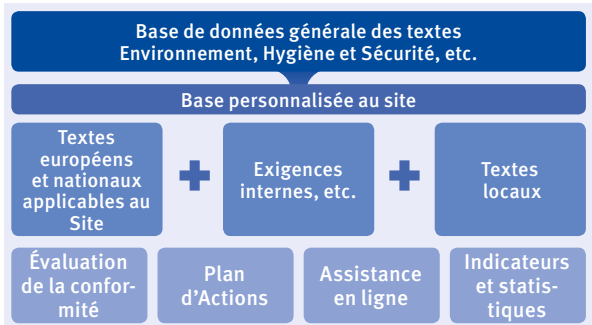 Base de données générale des textes
Environnement, Hygiène et Sécurité, etc.
Base personnalisée au site
Textes
européens
et nationaux
applicables au
Site
Exigences
internes, etc.
Textes
locaux
Évaluation
de la confor-
mité
Plan
d’Actions
Assistance
en ligne
Indicateurs
et statis-
tiques